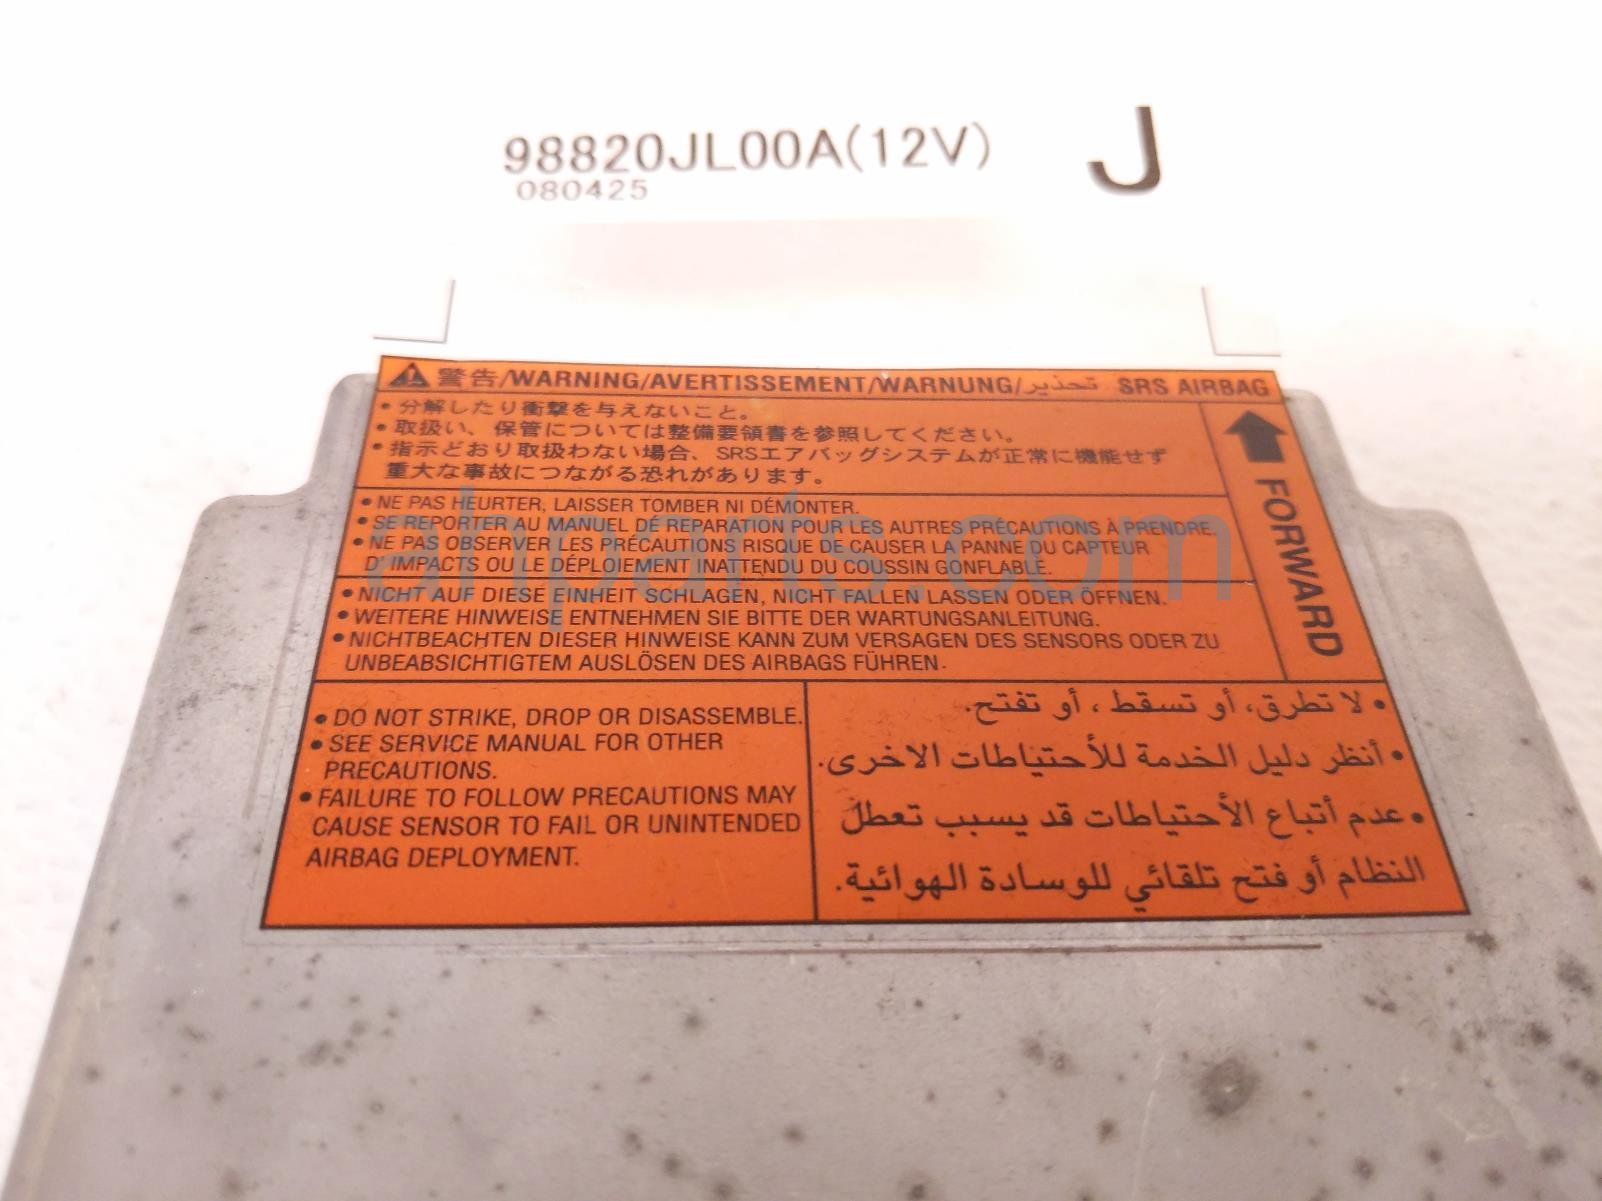 98820JL00A(12V) J
080425
警告/WARNING/AVERTISSEMENT/WARNUNG/تحذير SRS AIRBAG
• 分解したり衝撃を与えないこと。
• 取扱い、保管については整備要領書を参照してください。
• 指示どおり取扱わない場合、SRSエアバッグシステムが正常に機能せず
重大な事故につながる恐れがあります。
FORWARD
• NE PAS HEURTER, LAISSER TOMBER NI DÉMONTER.
• SE REPORTER AU MANUEL DE REPARATION POUR LES AUTRES PRÉCAUTIONS À PRENDRE.
• NE PAS OBSERVER LES PRÉCAUTIONS RISQUE DE CAUSER LA PANNE DU CAPTEUR
D' IMPACTS OU LE DÉPLOIEMENT INATTENDU DU COUSSIN GONFLABLE.
• NICHT AUF DIESE EINHEIT SCHLAGEN, NICHT FALLEN LASSEN ODER ÖFFNEN.
• WEITERE HINWEISE ENTNEHMEN SIE BITTE DER WARTUNGSANLEITUNG.
• NICHTBEACHTEN DIESER HINWEISE KANN ZUM VERSAGEN DES SENSORS ODER ZU
UNBEABSICHTIGTEM AUSLÖSEN DES AIRBAGS FÜHREN.
• DO NOT STRIKE, DROP OR DISASSEMBLE.
• SEE SERVICE MANUAL FOR OTHER
PRECAUTIONS.
• FAILURE TO FOLLOW PRECAUTIONS MAY
CAUSE SENSOR TO FAIL OR UNINTENDED
AIRBAG DEPLOYMENT.
• لا تطرق، أو تسقط ، أو تفتح.
• أنظر دليل الخدمة للأحتياطات الاخرى.
• عدم أتباع الأحتياطات قد يسبب تعطل
النظام أو فتح تلقائي للوسادة الهوائية.
ahparts.com